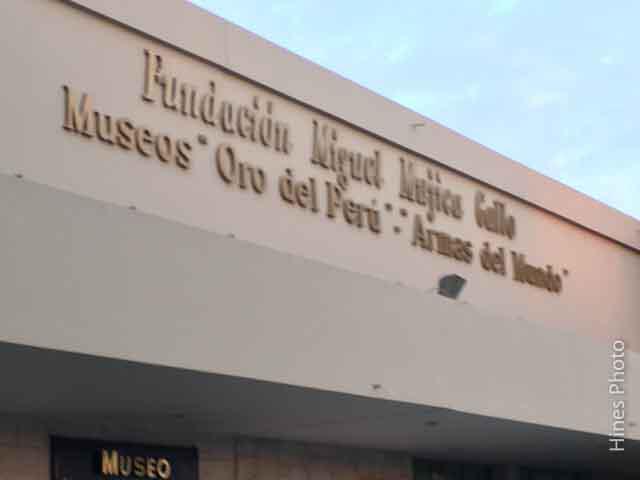 Fundación Miguel Mujica Gallo
Museos "Oro del Perú"-"Armas del Mundo"
MUSEO
Hines Photo